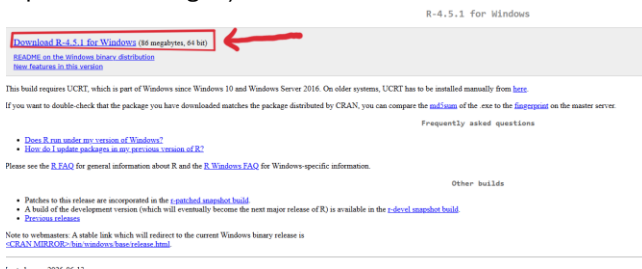 R-4.5.1 for Windows
Download R-4.5.1 for Windows (86 megabytes, 64 bit)
README on the Windows binary distribution
New features in this version
This build requires UCRT, which is part of Windows since Windows 10 and Windows Server 2016. On older systems, UCRT has to be installed manually from here.
If you want to double-check that the package you have downloaded matches the package distributed by CRAN, you can compare the md5sum of the .exe to the fingerprint on the master server.
Frequently asked questions
Does R run under my version of Windows?
How do I update packages in my previous version of R?
Please see the R FAQ for general information about R and the R Windows FAQ for Windows-specific information.
Other builds
Patches to this release are incorporated in the r-patched snapshot build.
A build of the development version (which will eventually become the next major release of R) is available in the r-devel snapshot build.
Previous releases
Note to webmasters: A stable link which will redirect to the current Windows binary release is
<CRAN MIRROR>/bin/windows/base/release.html.